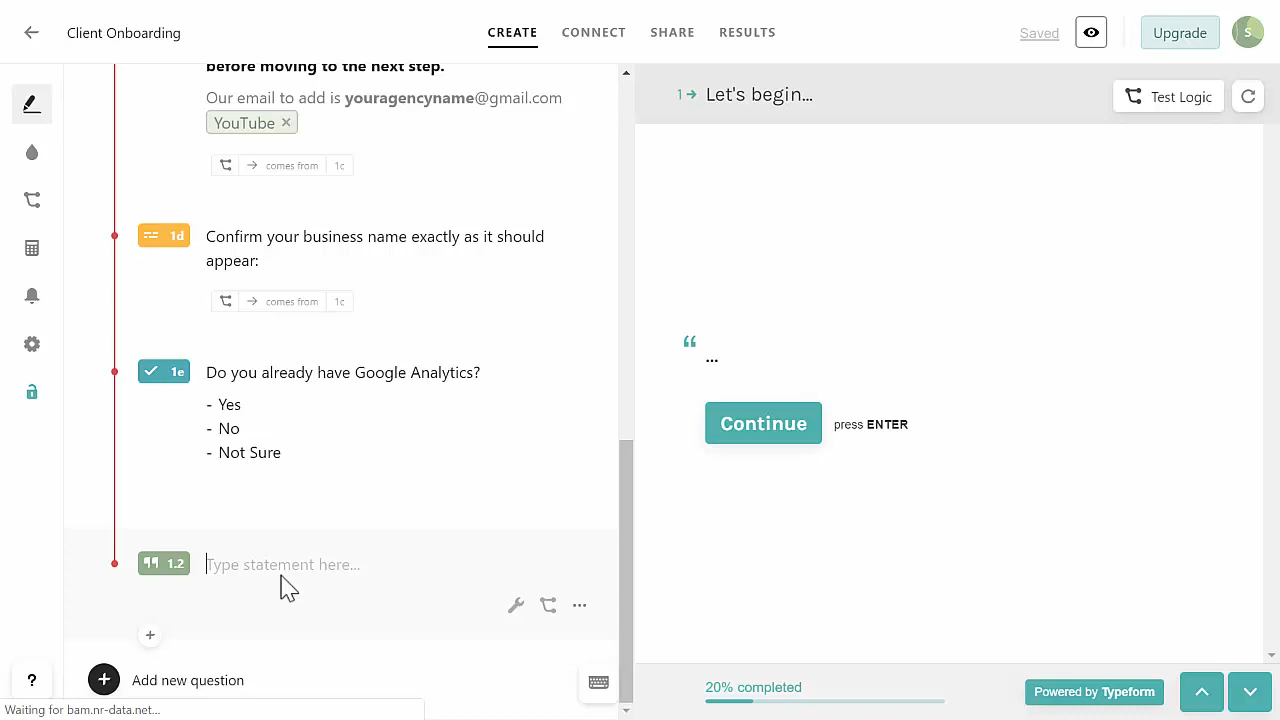 Client Onboarding
CREATE CONNECT SHARE RESULTS
Saved
Upgrade
S
before moving to the next step.
Our email to add is youragencyname@gmail.com
YouTube ×
comes from 1c
1d Confirm your business name exactly as it should
appear:
comes from 1c
1e Do you already have Google Analytics?
- Yes
- No
- Not Sure
1.2 Type statement here...
Add new question
?
Waiting for bam.nr-data.net...
1 Let's begin...
Test Logic
“
...
Continue press ENTER
20% completed
Powered by Typeform